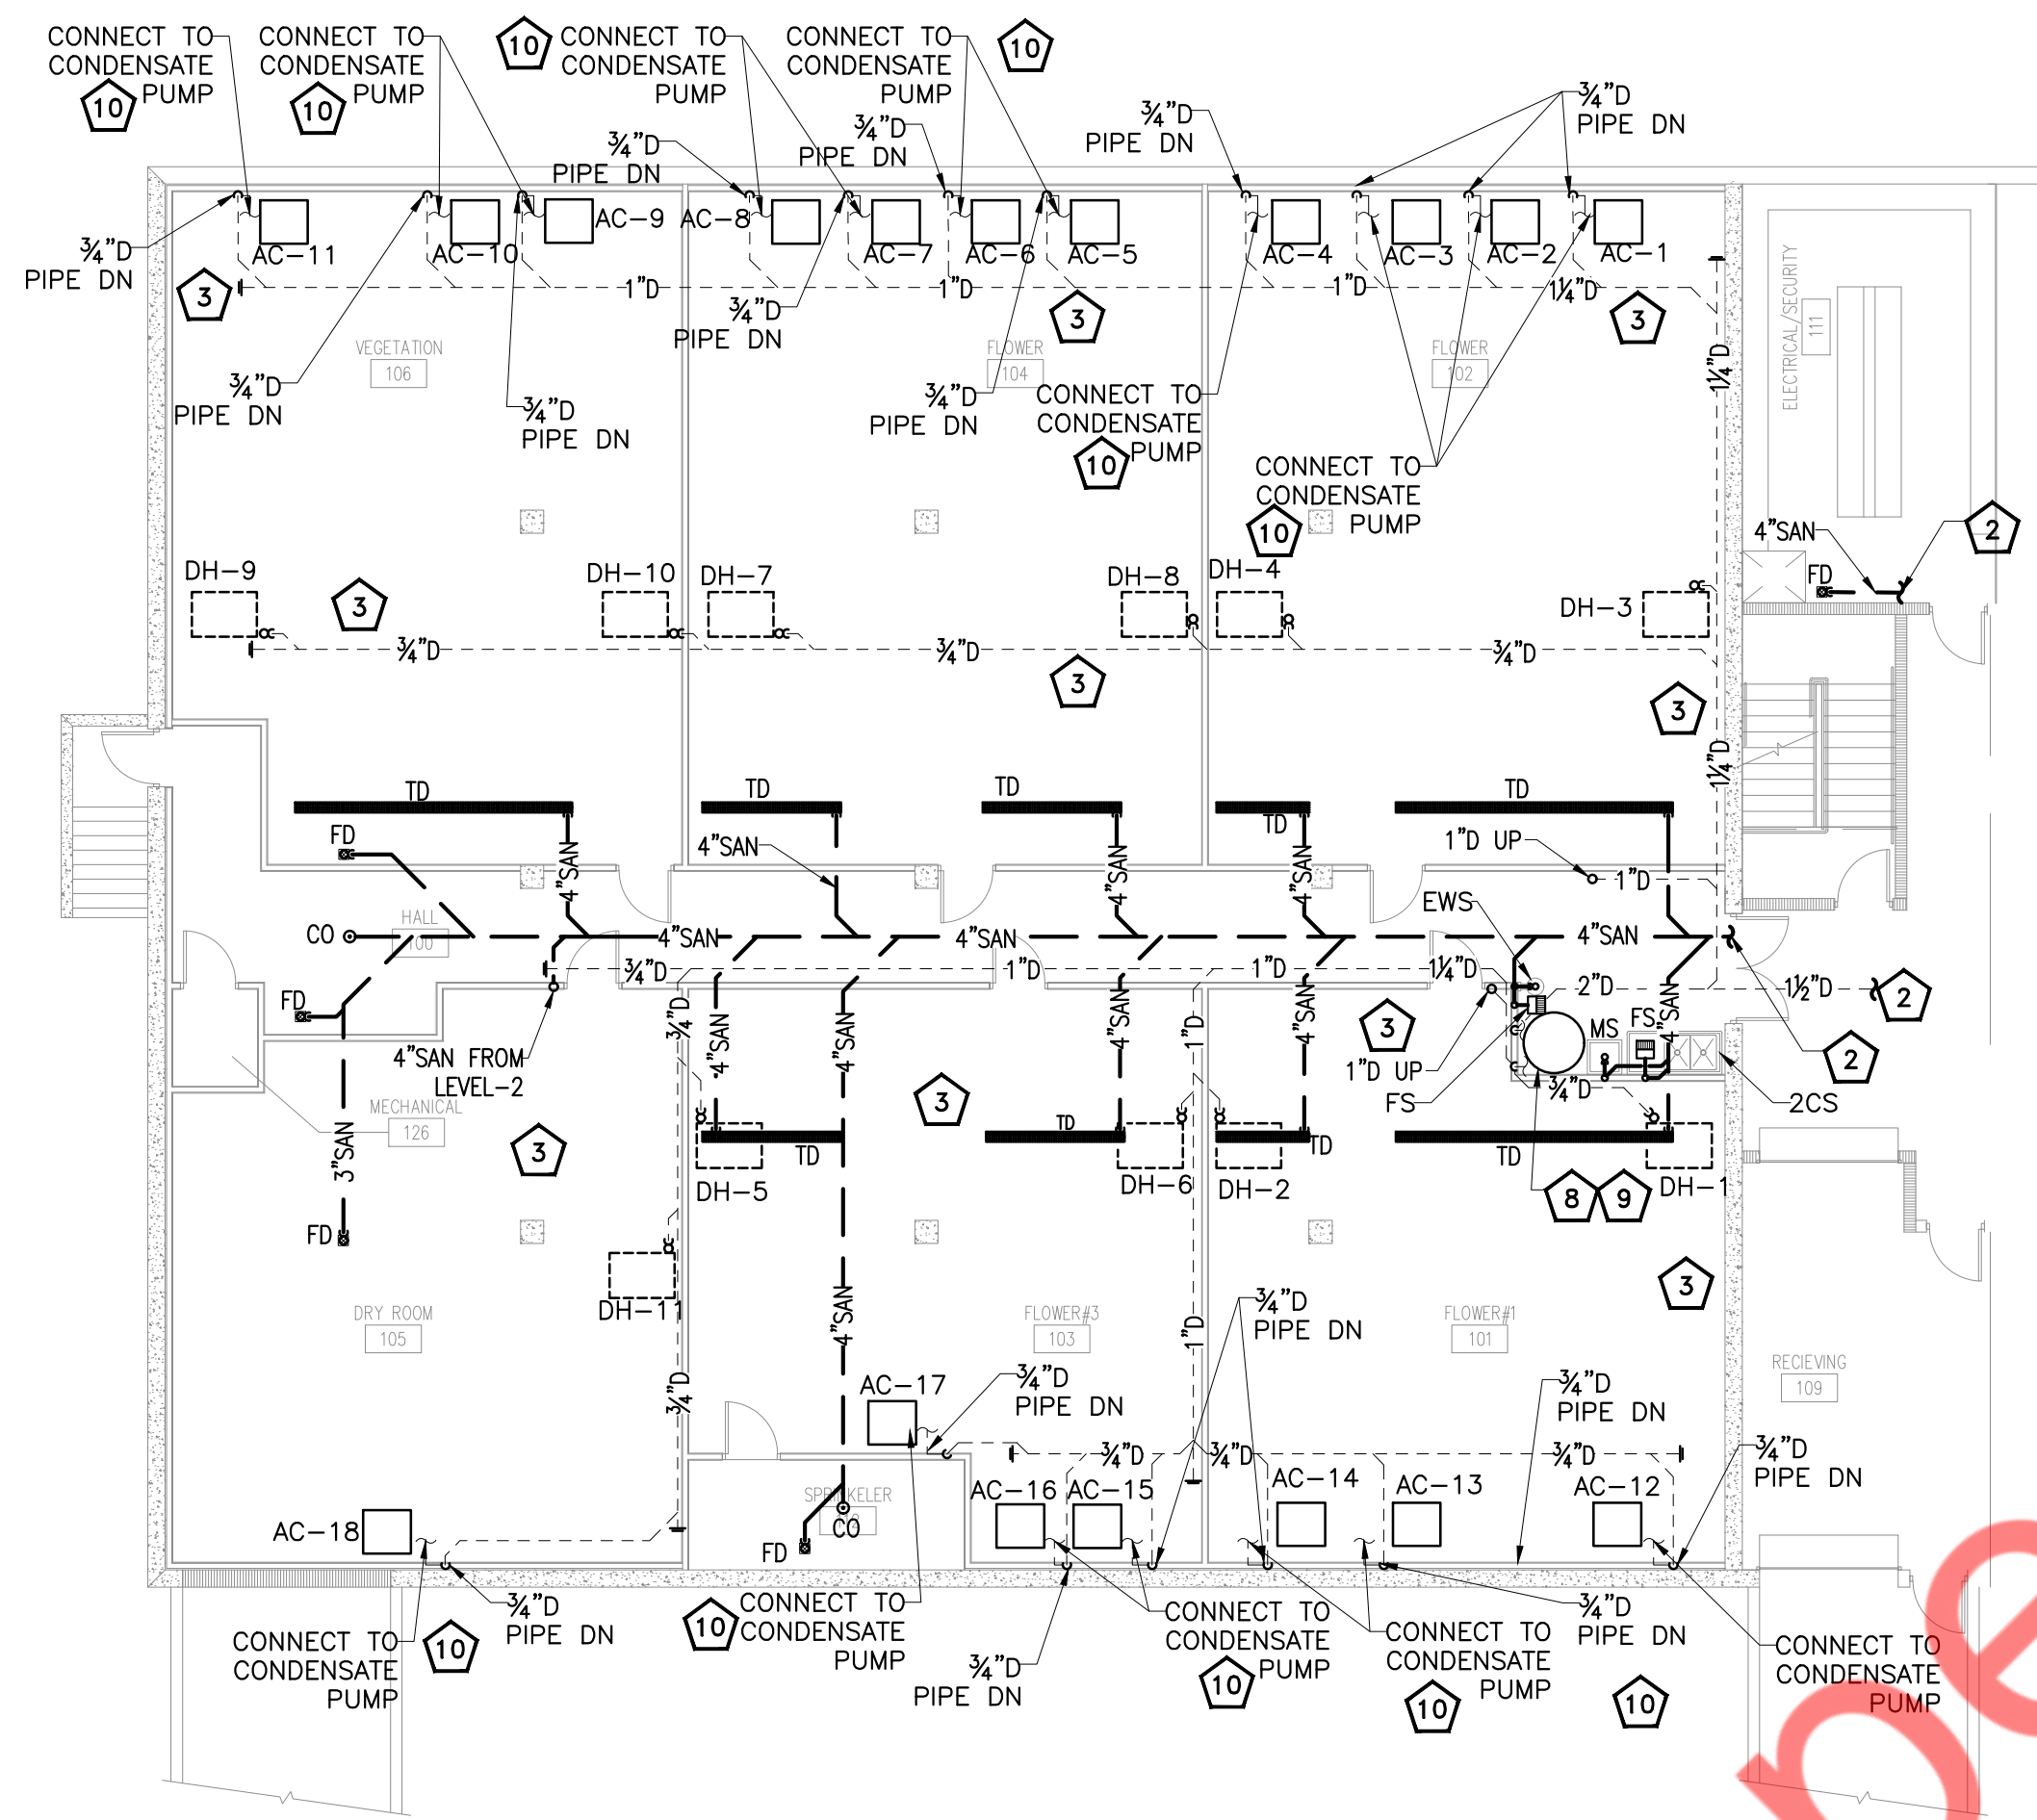 CONNECT TO
CONDENSATE
PUMP
10
CONNECT TO
CONDENSATE
PUMP
10
10
CONNECT TO
CONDENSATE
PUMP
CONNECT TO
CONDENSATE
PUMP
10
¾"D
PIPE DN
¾"D
PIPE DN
¾"D
PIPE DN
¾"D
PIPE DN
¾"D
PIPE DN
AC-11
AC-10
AC-9
AC-8
AC-7
AC-6
AC-5
AC-4
AC-3
AC-2
AC-1
3
1"D
1"D
1"D
1¼"D
3
3
¾"D
PIPE DN
VEGETATION
106
FLOWER
104
FLOWER
102
ELECTRICAL/SECURITY
111
1¼"D
¾"D
PIPE DN
¾"D
PIPE DN
¾"D
PIPE DN
CONNECT TO
CONDENSATE
PUMP
10
CONNECT TO
CONDENSATE
PUMP
10
4"SAN
2
FD
DH-9
3
DH-10
DH-7
DH-8
DH-4
DH-3
¾"D
¾"D
¾"D
3
3
1¼"D
TD
TD
TD
TD
TD
FD
4"SAN
4"SAN
4"SAN
4"SAN
1"D UP
1"D
EWS
HALL
100
CO
4"SAN
4"SAN
4"SAN
¾"D
1"D
1"D
1¼"D
2"D
1½"D
2
FD
4"SAN FROM
LEVEL-2
¾"D
4"SAN
4"SAN
4"SAN
1"D
4"SAN
3
1"D UP
FS
MS
FS
4"SAN
2
2CS
¾"D
MECHANICAL
126
3"SAN
3
3
TD
TD
TD
TD
DH-5
DH-6
DH-2
DH-1
8
9
FD
DH-11
3
DRY ROOM
105
4"SAN
FLOWER#3
103
1"D
¾"D
PIPE DN
FLOWER#1
101
RECIEVING
109
¾"D
AC-17
¾"D
PIPE DN
¾"D
PIPE DN
¾"D
¾"D
¾"D
¾"D
PIPE DN
AC-16
AC-15
AC-14
AC-13
AC-12
SPRINKELER
CO
FD
AC-18
¾"D
PIPE DN
CONNECT TO
CONDENSATE
PUMP
10
10
CONNECT TO
CONDENSATE
PUMP
¾"D
PIPE DN
CONNECT TO
CONDENSATE
PUMP
10
CONNECT TO
CONDENSATE
PUMP
10
¾"D
PIPE DN
10
CONNECT TO
CONDENSATE
PUMP